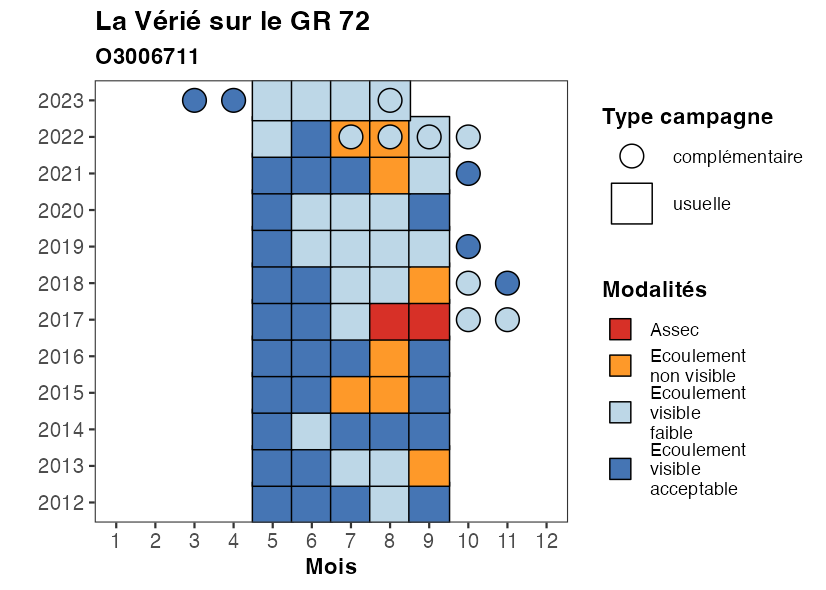 La Vérié sur le GR 72
O3006711
2023
2022
2021
2020
2019
2018
2017
2016
2015
2014
2013
2012
1 2 3 4 5 6 7 8 9 10 11 12
Mois
Type campagne
complémentaire
usuelle
Modalités
Assec
Ecoulement
non visible
Ecoulement
visible
faible
Ecoulement
visible
acceptable